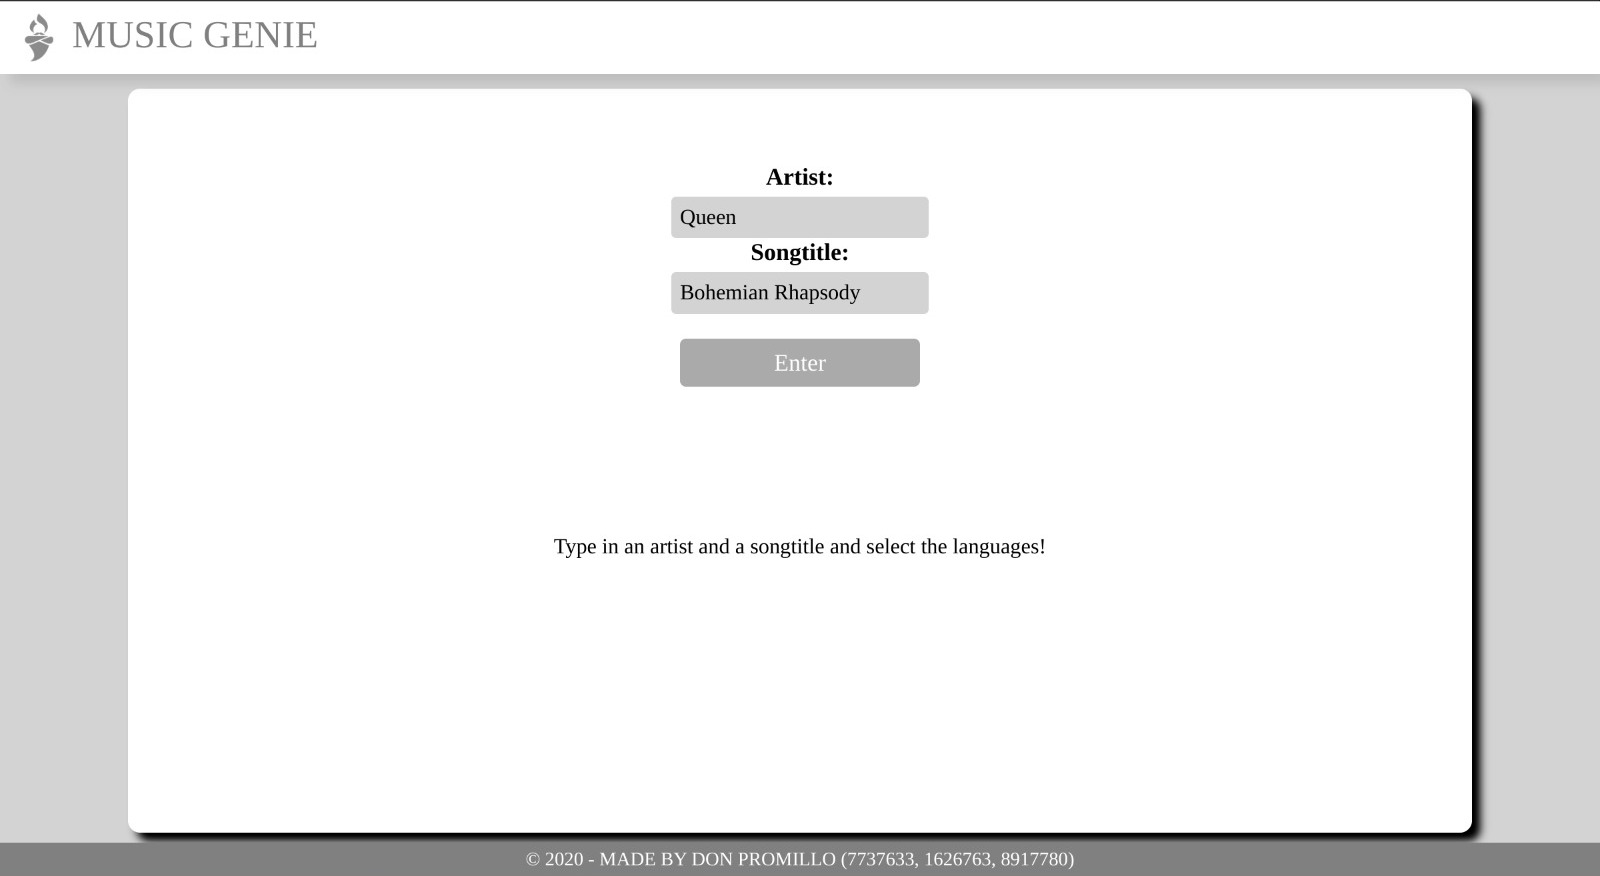 MUSIC GENIE
Artist:
Queen
Songtitle:
Bohemian Rhapsody
Enter
Type in an artist and a songtitle and select the languages!
© 2020 - MADE BY DON PROMILLO (7737633, 1626763, 8917780)